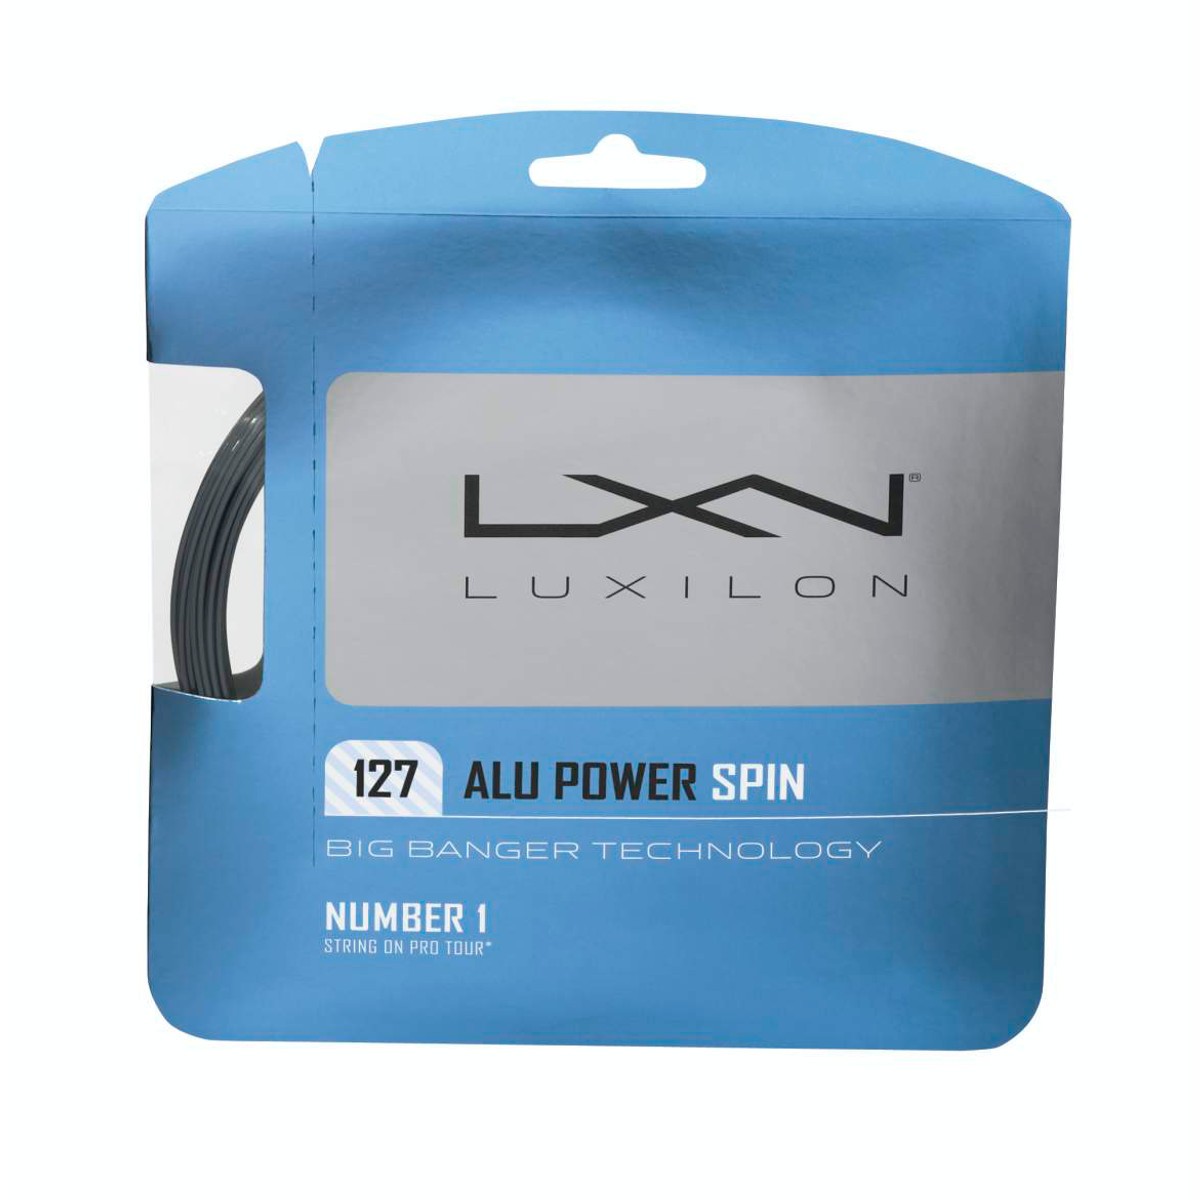 LXN®
LUXILON
127 ALU POWER SPIN
BIG BANGER TECHNOLOGY
NUMBER 1
STRING ON PRO TOUR*